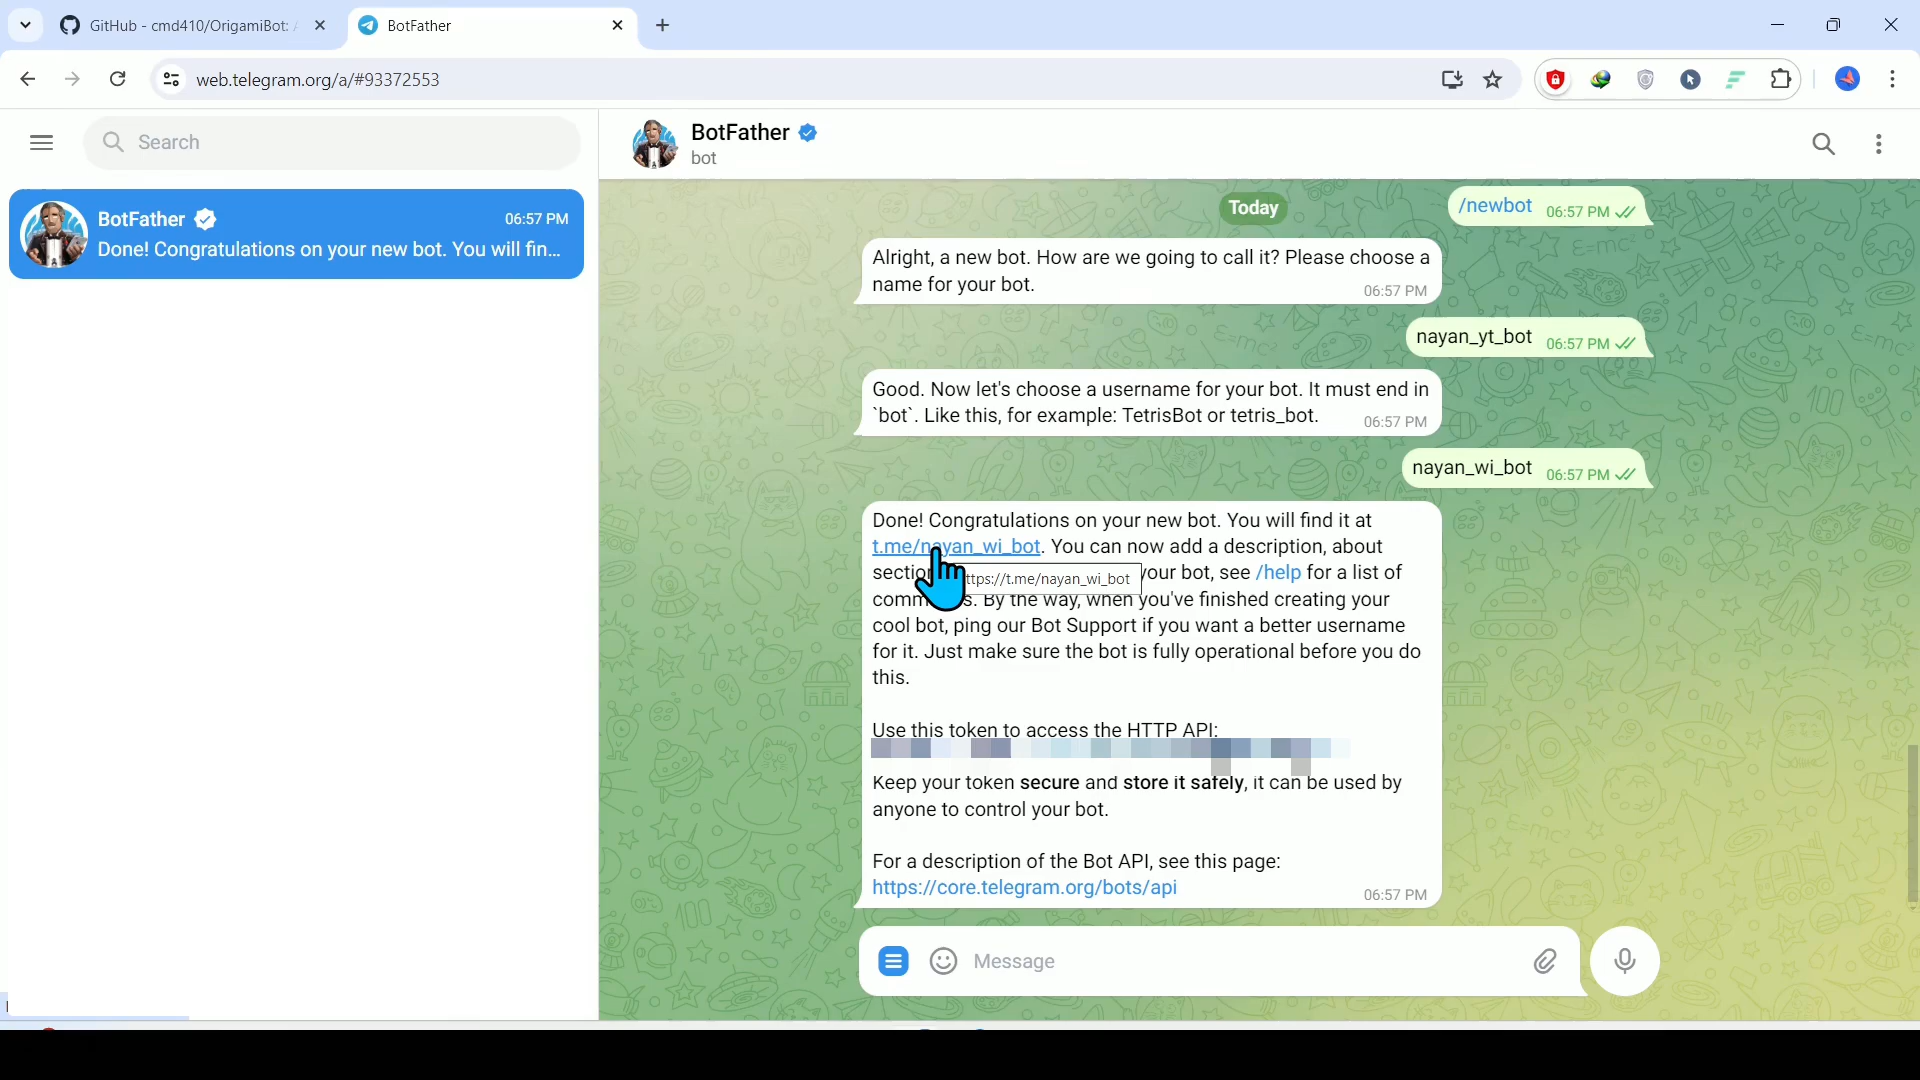 GitHub - cmd410/OrigamiBot:
BotFather
web.telegram.org/a/#93372553
Search
BotFather
bot
BotFather
06:57 PM
Done! Congratulations on your new bot. You will fin...
Today
/newbot 06:57 PM
Alright, a new bot. How are we going to call it? Please choose a
name for your bot.
06:57 PM
nayan_yt_bot 06:57 PM
Good. Now let's choose a username for your bot. It must end in
`bot`. Like this, for example: TetrisBot or tetris_bot.
06:57 PM
nayan_wi_bot 06:57 PM
Done! Congratulations on your new bot. You will find it at
t.me/nayan_wi_bot. You can now add a description, about
your bot, see /help for a list of
ttps://t.me/nayan_wi_bot
By the way, when you've finished creating your
cool bot, ping our Bot Support if you want a better username
for it. Just make sure the bot is fully operational before you do
this.
Use this token to access the HTTP API:
Keep your token secure and store it safely, it can be used by
anyone to control your bot.
For a description of the Bot API, see this page:
https://core.telegram.org/bots/api
06:57 PM
Message